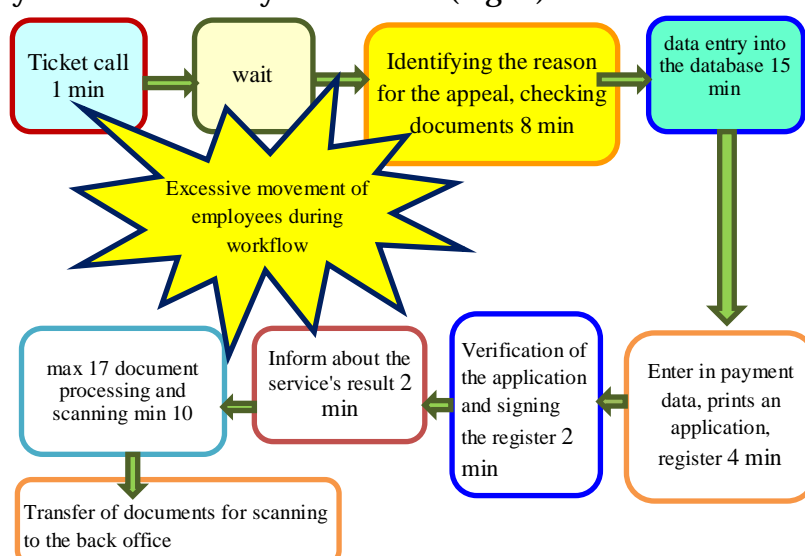 Ticket call
1 min
wait
Identifying the reason
for the appeal, checking
documents 8 min
data entry into
the database 15
min
Excessive movement of
employees during
workflow
max 17 document
processing and
scanning min 10
Inform about the
service's result 2
min
Verification of
the application
and signing
the register 2
min
Enter in payment
data, prints an
application,
register 4 min
Transfer of documents for scanning
to the back office